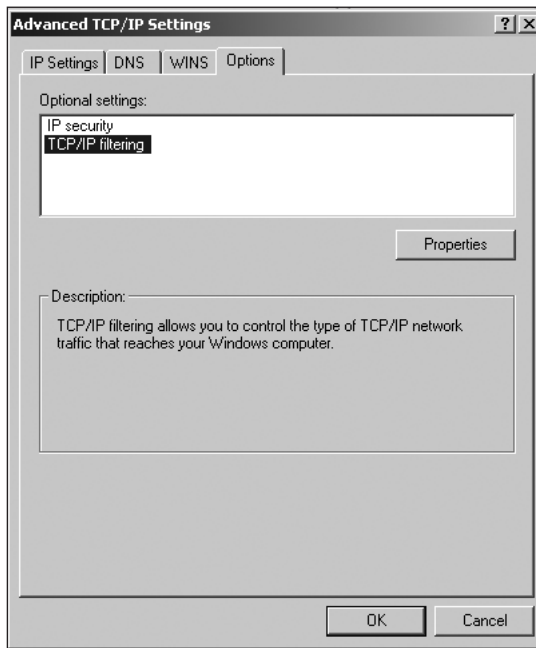 Advanced TCP/IP Settings
IP Settings DNS WINS Options
Optional settings:
IP security
TCP/IP filtering
Properties
Description:
TCP/IP filtering allows you to control the type of TCP/IP network
traffic that reaches your Windows computer.
OK Cancel